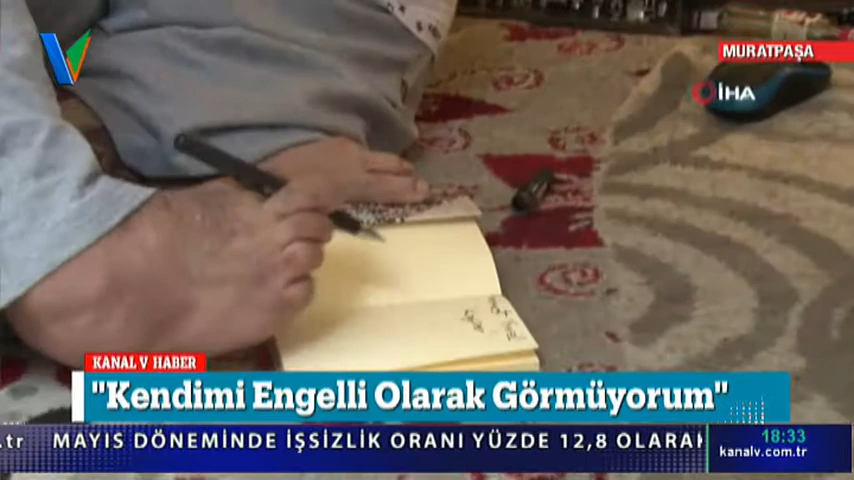 MURATPAŞA
İHA
KANAL V HABER
"Kendimi Engelli Olarak Görmüyorum"
.tr MAYIS DÖNEMİNDE İŞSİZLİK ORANI YÜZDE 12,8 OLARAK
18:33
kanalv.com.tr